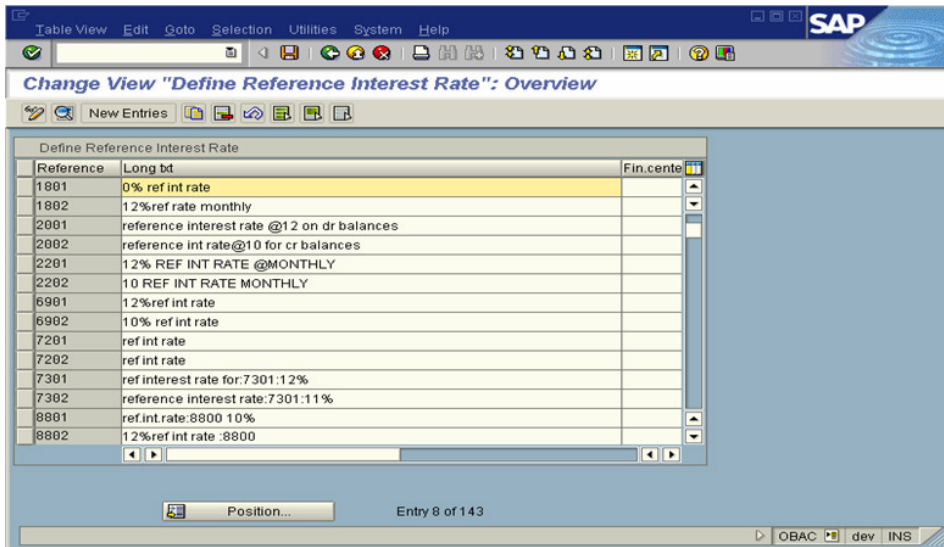 Table View Edit Goto Selection Utilities System Help
SAP
Change View "Define Reference Interest Rate": Overview
New Entries
Define Reference Interest Rate
Reference Long txt Fin.cente
1801 0% ref int rate
1802 12%ref rate monthly
2001 reference interest rate @12 on dr balances
2002 reference int rate@10 for cr balances
2201 12% REF INT RATE @MONTHLY
2202 10 REF INT RATE MONTHLY
6901 12%ref int rate
6902 10% ref int rate
7201 ref int rate
7202 ref int rate
7301 ref interest rate for:7301:12%
7302 reference interest rate:7301:11%
8801 ref.int.rate:8800 10%
8802 12%ref int rate :8800
Position... Entry 8 of 143
OBAC dev INS